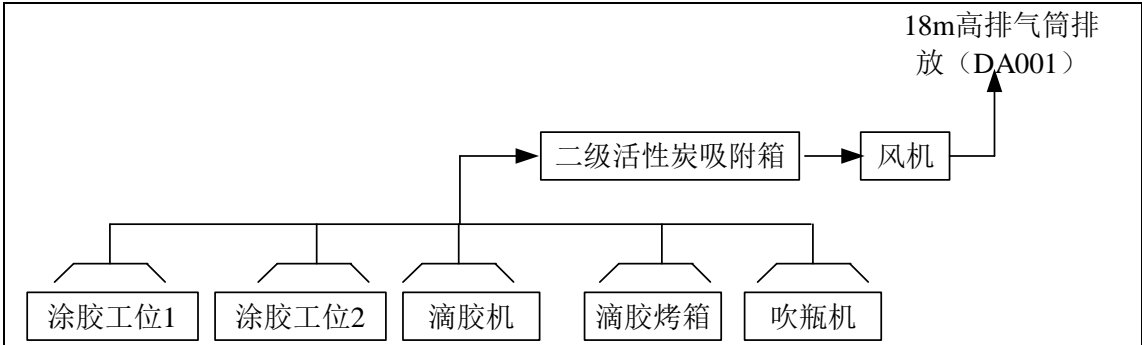 18m高排气筒排
放（DA001）
二级活性炭吸附箱
风机
涂胶工位1
涂胶工位2
滴胶机
滴胶烤箱
吹瓶机